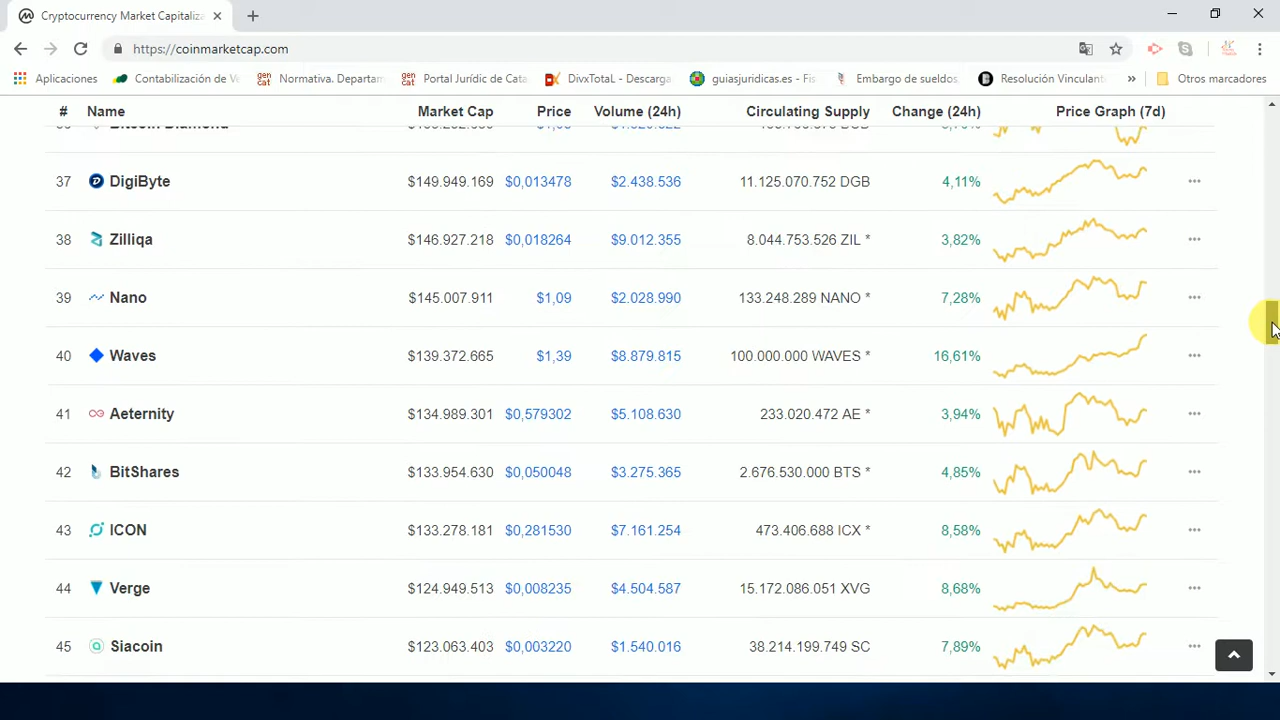 Cryptocurrency Market Capitaliza
https://coinmarketcap.com
Aplicaciones Contabilización de Ve Normativa. Departam Portal Jurídic de Cata DivxTotaL - Descarga guiasjuridicas.es - Fis Embargo de sueldos, Resolución Vinculant » Otros marcadores
# Name Market Cap Price Volume (24h) Circulating Supply Change (24h) Price Graph (7d)
37 DigiByte $149.949.169 $0,013478 $2.438.536 11.125.070.752 DGB 4,11%
38 Zilliqa $146.927.218 $0,018264 $9.012.355 8.044.753.526 ZIL * 3,82%
39 Nano $145.007.911 $1,09 $2.028.990 133.248.289 NANO * 7,28%
40 Waves $139.372.665 $1,39 $8.879.815 100.000.000 WAVES * 16,61%
41 Aeternity $134.989.301 $0,579302 $5.108.630 233.020.472 AE * 3,94%
42 BitShares $133.954.630 $0,050048 $3.275.365 2.676.530.000 BTS * 4,85%
43 ICON $133.278.181 $0,281530 $7.161.254 473.406.688 ICX * 8,58%
44 Verge $124.949.513 $0,008235 $4.504.587 15.172.086.051 XVG 8,68%
45 Siacoin $123.063.403 $0,003220 $1.540.016 38.214.199.749 SC 7,89%